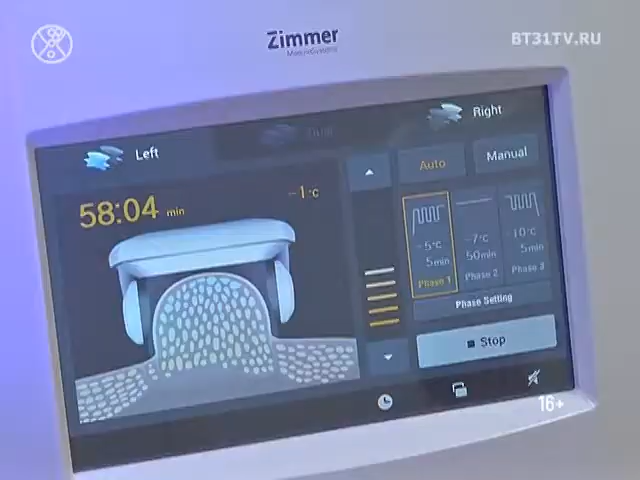 Zimmer
MedizinSysteme
BT31TV.RU
Left
Dual
Right
58:04 min
-1°C
Auto
Manual
-5°C
5min
Phase 1
-7°C
50min
Phase 2
-10°C
5min
Phase 3
Phase Setting
Stop
16+